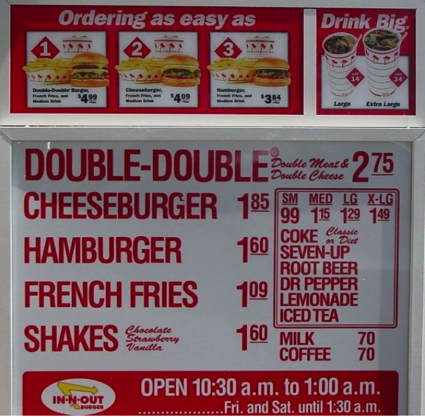 Ordering as easy as
1
2
3
Double-Double Burger,
French Fries, and
Medium Drink
$4.99
Cheeseburger,
French Fries, and
Medium Drink
$4.09
Hamburger,
French Fries, and
Medium Drink
$3.84
Drink Big.
14¢
34¢
Large
Extra Large
DOUBLE-DOUBLE® Double Meat & Double Cheese 2.75
CHEESEBURGER 1.85
HAMBURGER 1.60
FRENCH FRIES 1.09
SHAKES Chocolate Strawberry Vanilla 1.60
SM MED LG X-LG
99 1.15 1.29 1.49
COKE Classic or Diet
SEVEN-UP
ROOT BEER
DR PEPPER
LEMONADE
ICED TEA
MILK 70
COFFEE 70
IN-N-OUT
BURGER
OPEN 10:30 a.m. to 1:00 a.m.
Fri. and Sat. until 1:30 a.m.